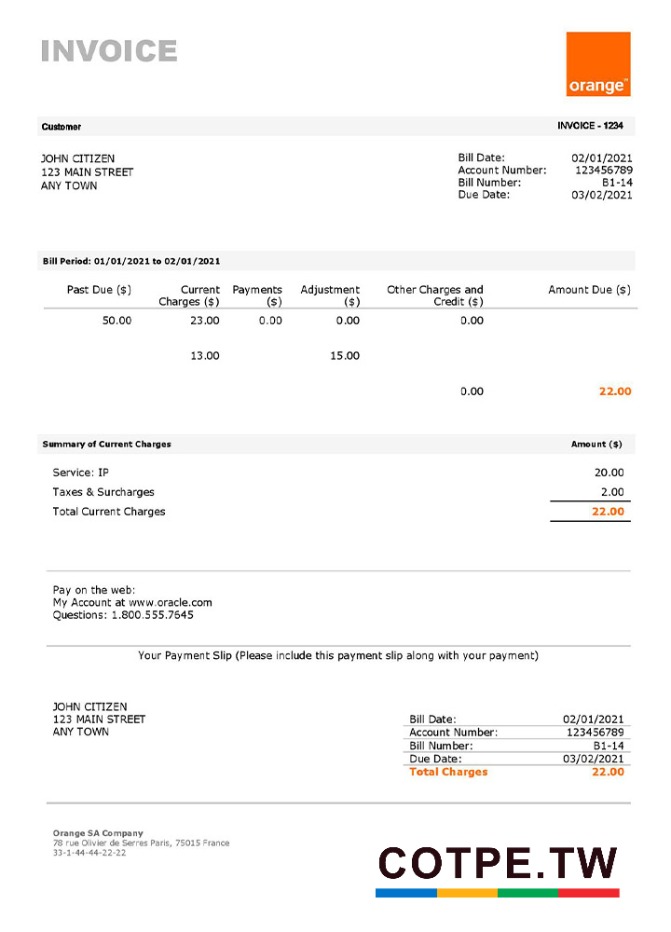 INVOICE
orange™
Customer INVOICE - 1234
JOHN CITIZEN
123 MAIN STREET
ANY TOWN
Bill Date: 02/01/2021
Account Number: 123456789
Bill Number: B1-14
Due Date: 03/02/2021
Bill Period: 01/01/2021 to 02/01/2021
Past Due ($) Current Charges ($) Payments ($) Adjustment ($) Other Charges and Credit ($) Amount Due ($)
50.00 23.00 0.00 0.00 0.00
13.00 15.00
0.00 22.00
Summary of Current Charges Amount ($)
Service: IP 20.00
Taxes & Surcharges 2.00
Total Current Charges 22.00
Pay on the web:
My Account at www.oracle.com
Questions: 1.800.555.7645
Your Payment Slip (Please include this payment slip along with your payment)
JOHN CITIZEN
123 MAIN STREET
ANY TOWN
Bill Date: 02/01/2021
Account Number: 123456789
Bill Number: B1-14
Due Date: 03/02/2021
Total Charges 22.00
Orange SA Company
78 rue Olivier de Serres Paris, 75015 France
33-1-44-44-22-22
COTPE.TW